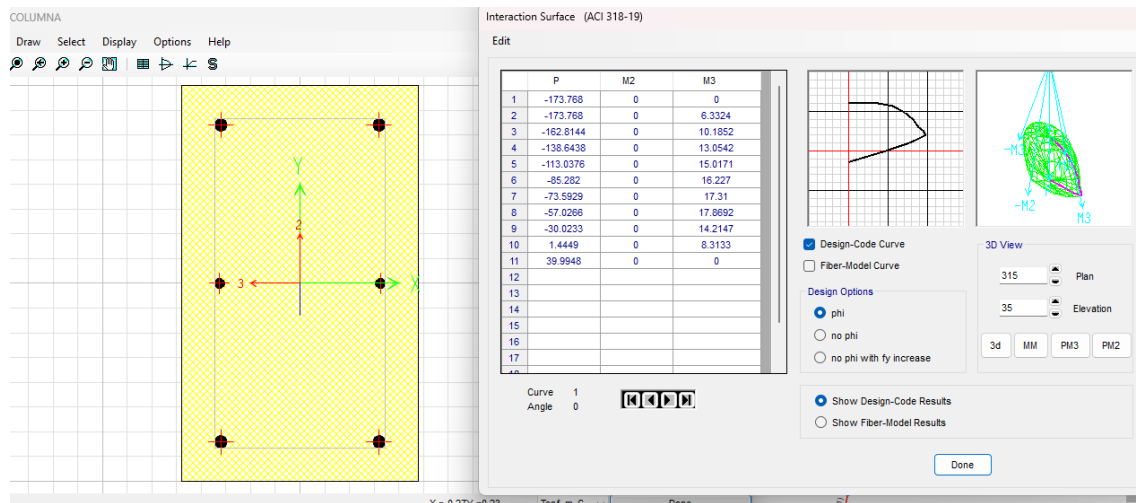 COLUMNA
Draw Select Display Options Help
S
Y
2
3
X
Interaction Surface (ACI 318-19)
Edit
P M2 M3
1 -173.768 0 0
2 -173.768 0 6.3324
3 -162.8144 0 10.1852
4 -138.6438 0 13.0542
5 -113.0376 0 15.0171
6 -85.282 0 16.227
7 -73.5929 0 17.31
8 -57.0266 0 17.8692
9 -30.0233 0 14.2147
10 1.4449 0 8.3133
11 39.9948 0 0
12
13
14
15
16
17
Curve 1
Angle 0
-M3
-M2
M3
Design-Code Curve
Fiber-Model Curve
Design Options
phi
no phi
no phi with fy increase
3D View
315 Plan
35 Elevation
3d MM PM3 PM2
Show Design-Code Results
Show Fiber-Model Results
Done